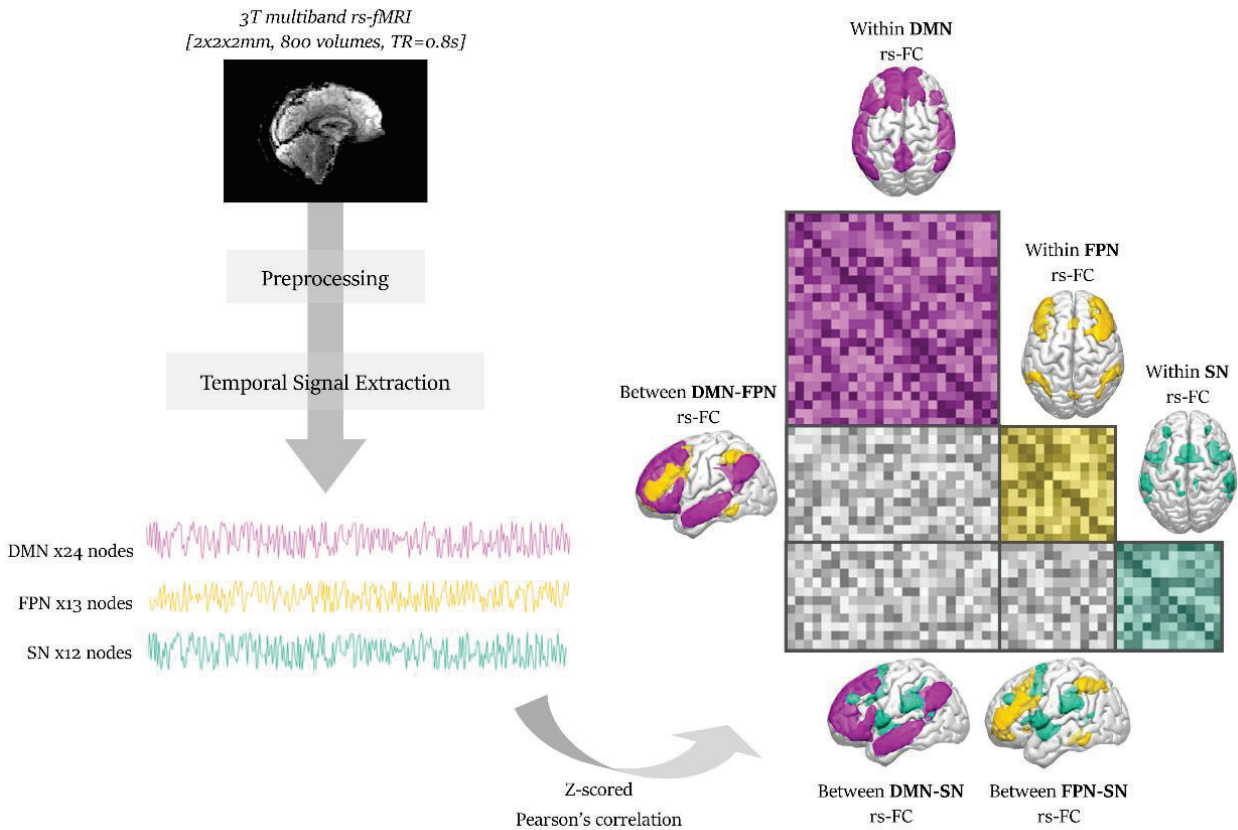 3T multiband rs-fMRI
[2x2x2mm, 800 volumes, TR=0.8s]
Preprocessing
Temporal Signal Extraction
DMN x24 nodes
FPN x13 nodes
SN x12 nodes
Z-scored
Pearson's correlation
Within DMN
rs-FC
Within FPN
rs-FC
Within SN
rs-FC
Between DMN-FPN
rs-FC
Between DMN-SN
rs-FC
Between FPN-SN
rs-FC